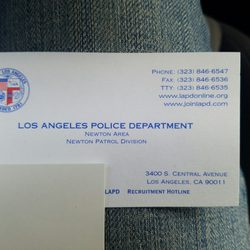 PHONE: (323) 846-6547
FAX: (323) 846-6536
TTY: (323) 846-6535
www.lapdonline.org
www.joinlapd.com
LOS ANGELES POLICE DEPARTMENT
NEWTON AREA
NEWTON PATROL DIVISION
3400 S. CENTRAL AVENUE
LOS ANGELES, CA 90011
LAPD RECRUITMENT HOTLINE